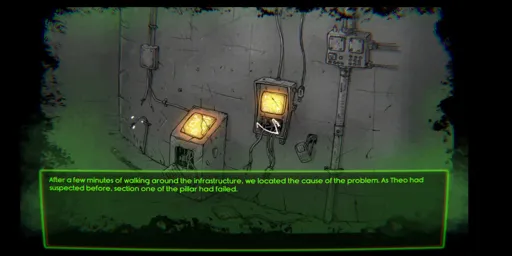 After a few minutes of walking around the infrastructure, we located the cause of the problem. As Theo had
suspected before, section one of the pillar had failed.